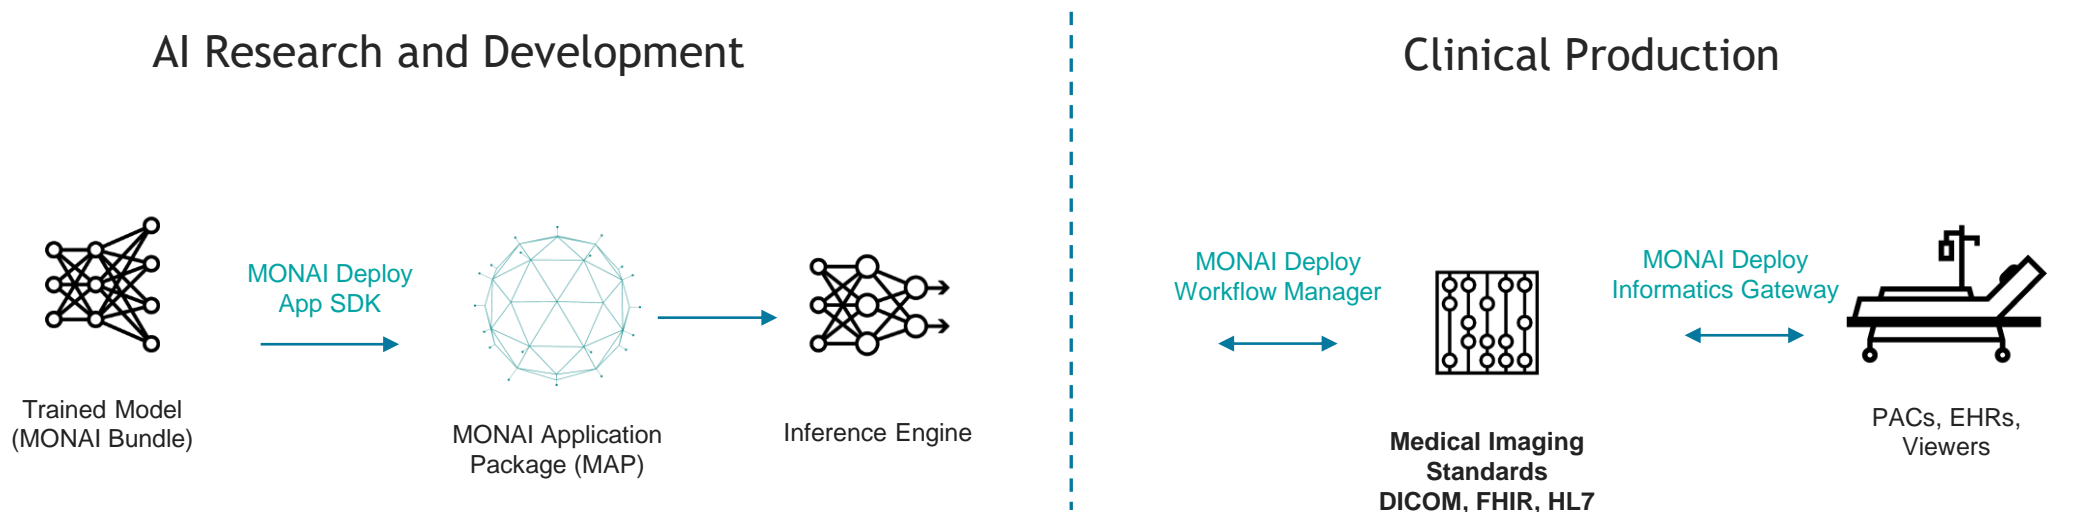 AI Research and Development
Clinical Production
MONAI Deploy
App SDK
MONAI Deploy
Workflow Manager
MONAI Deploy
Informatics Gateway
Trained Model
(MONAI Bundle)
MONAI Application
Package (MAP)
Inference Engine
Medical Imaging
Standards
DICOM, FHIR, HL7
PACs, EHRs,
Viewers